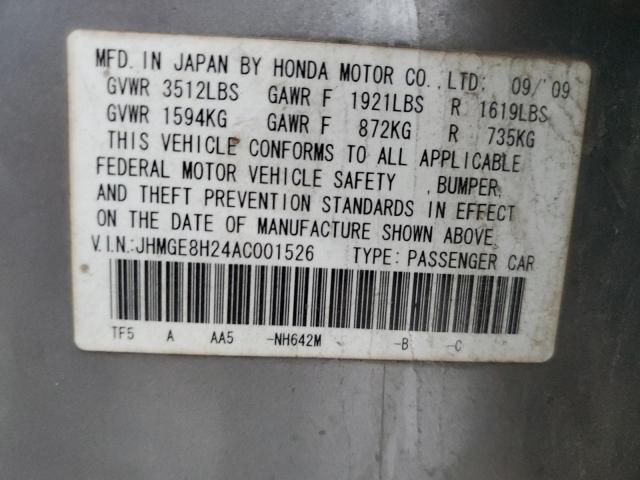 MFD. IN JAPAN BY HONDA MOTOR CO.,LTD: 09/'09
GVWR 3512LBS GAWR F 1921LBS R 1619LBS
GVWR 1594KG GAWR F 872KG R 735KG
THIS VEHICLE CONFORMS TO ALL APPLICABLE
FEDERAL MOTOR VEHICLE SAFETY ,BUMPER,
AND THEFT PREVENTION STANDARDS IN EFFECT
ON THE DATE OF MANUFACTURE SHOWN ABOVE.
V.I.N.:JHMGE8H24AC001526 TYPE: PASSENGER CAR
TF5 A AA5 -NH642M -B -C